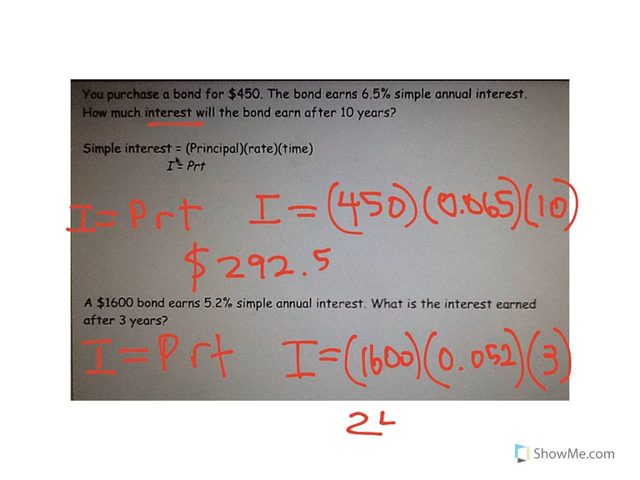 You purchase a bond for $450. The bond earns 6.5% simple annual interest.
How much interest will the bond earn after 10 years?
Simple interest = (Principal)(rate)(time)
I = Prt
I = Prt I = (450)(0.065)(10)
$292.5
A $1600 bond earns 5.2% simple annual interest. What is the interest earned
after 3 years?
I = Prt I = (1600)(0.052)(3)
24
ShowMe.com